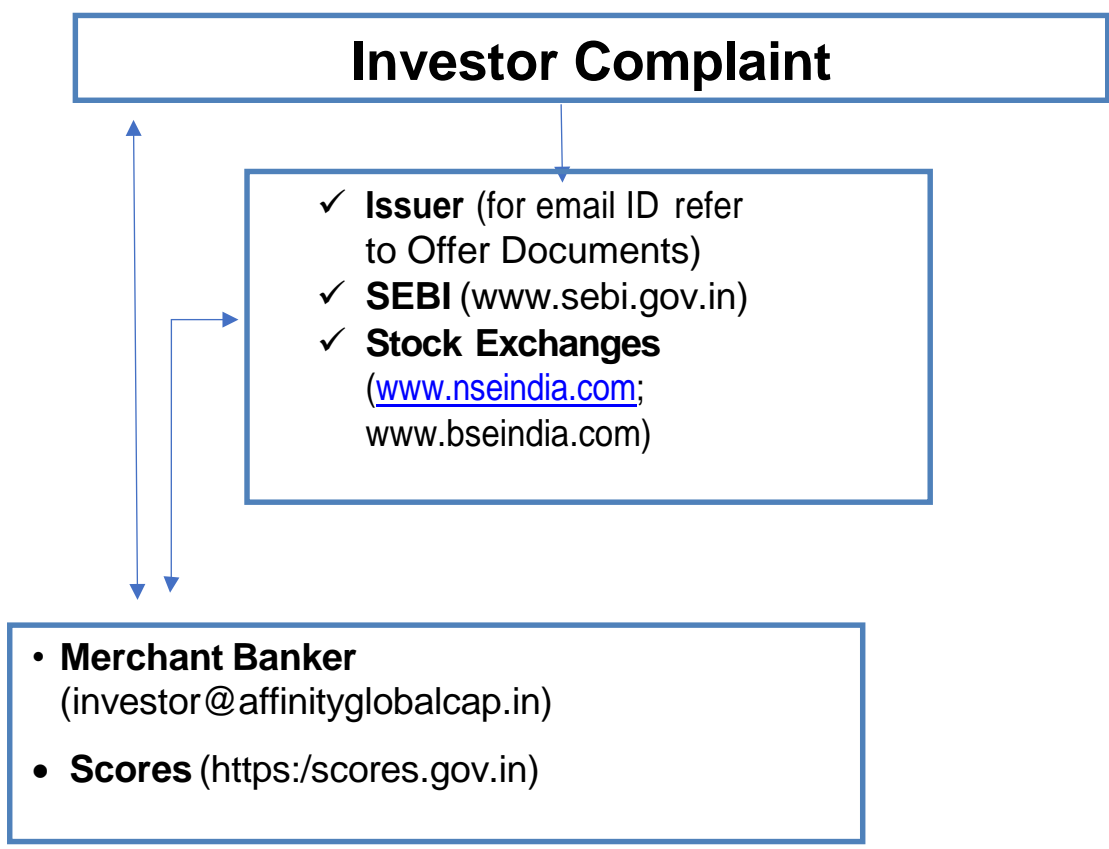 Investor Complaint
✓ Issuer (for email ID refer
to Offer Documents)
✓ SEBI (www.sebi.gov.in)
✓ Stock Exchanges
(www.nseindia.com;
www.bseindia.com)
• Merchant Banker
(investor@affinityglobalcap.in)
• Scores (https:/scores.gov.in)